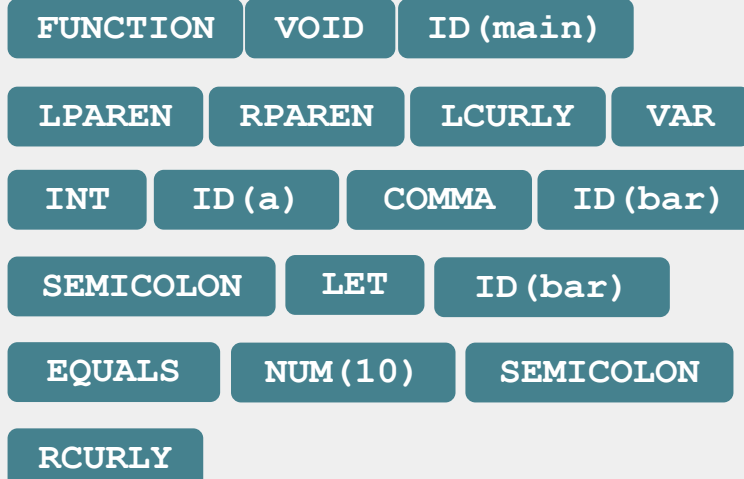 FUNCTION VOID ID(main)
LPAREN RPAREN LCURLY VAR
INT ID(a) COMMA ID(bar)
SEMICOLON LET ID(bar)
EQUALS NUM(10) SEMICOLON
RCURLY